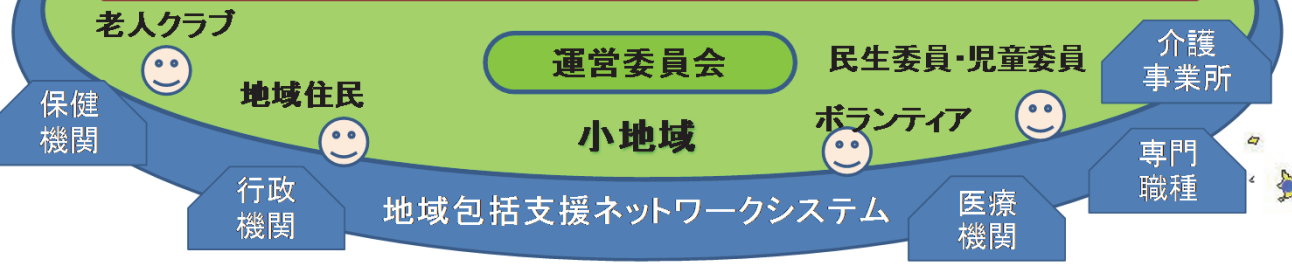 老人クラブ
運営委員会
民生委員・児童委員
介護
事業所
地域住民
保健
機関
ボランティア
小地域
専門
職種
行政
機関
地域包括支援ネットワークシステム
医療
機関